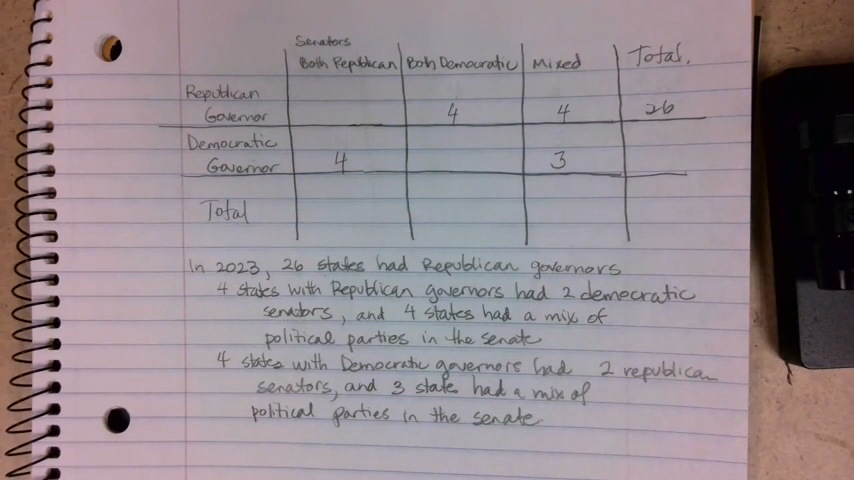 Senators
Both Republican Both Democratic Mixed Total.
Republican
Governor 4 4 26
Democratic
Governor 4 3
Total
In 2023, 26 states had Republican governors
4 states with Republican governors had 2 democratic
senators, and 4 states had a mix of
political parties in the senate
4 states with Democratic governors had 2 republican
senators, and 3 state had a mix of
political parties in the senate.